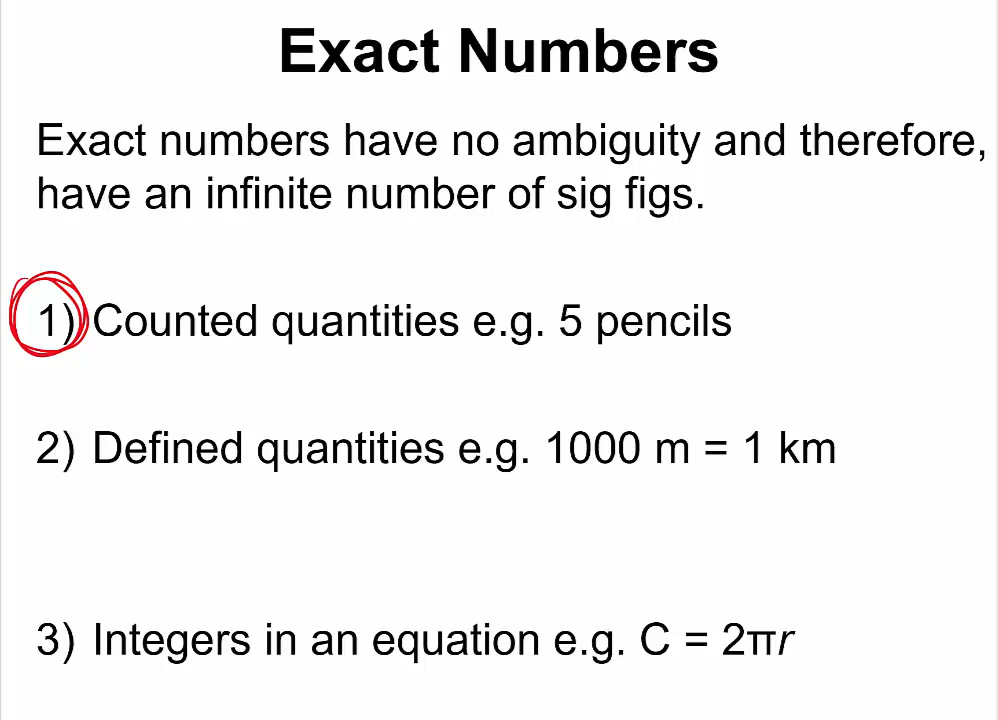 Exact Numbers
Exact numbers have no ambiguity and therefore,
have an infinite number of sig figs.
1) Counted quantities e.g. 5 pencils
2) Defined quantities e.g. 1000 m = 1 km
3) Integers in an equation e.g. C = 2πr